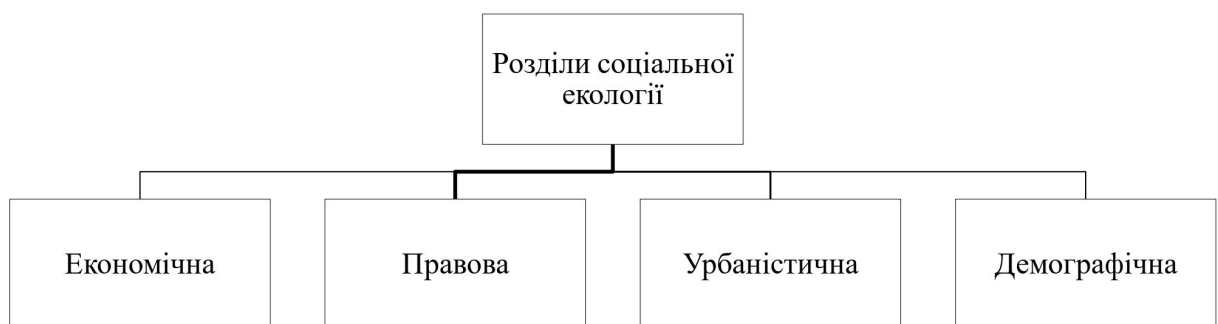 Розділи соціальної
екології
Економічна
Правова
Урбаністична
Демографічна